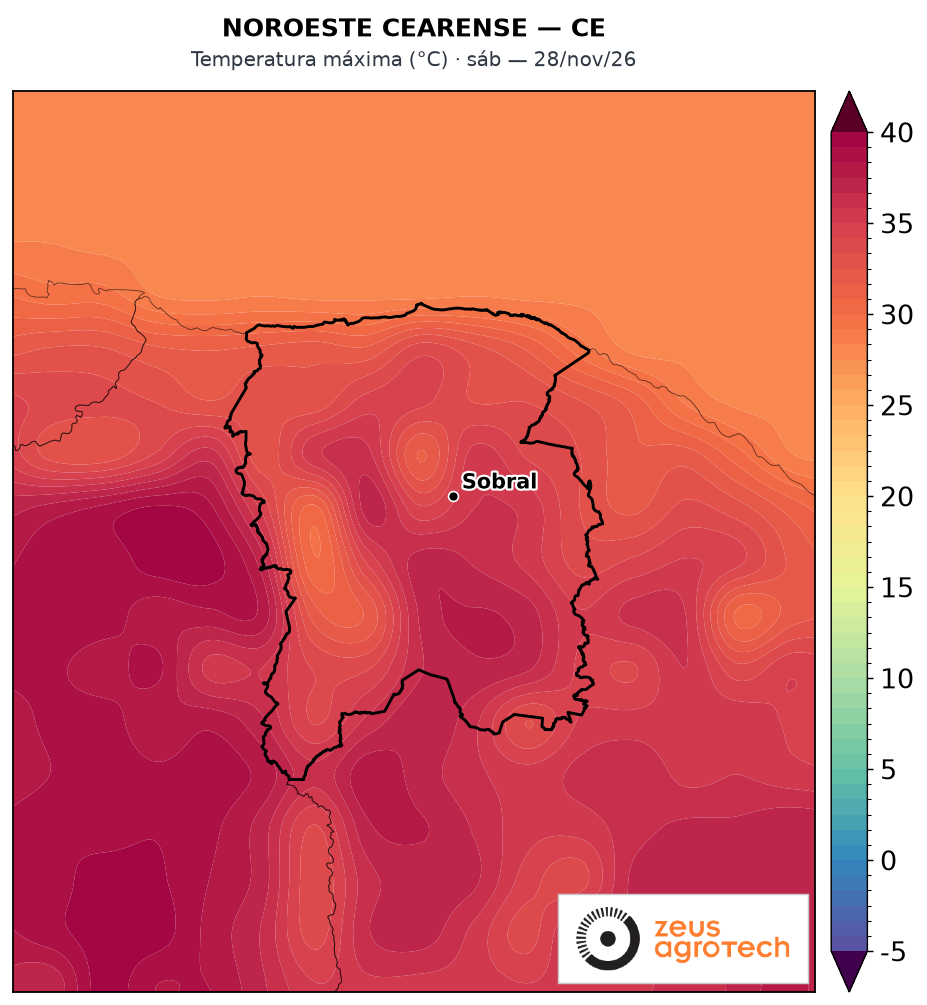 NOROESTE CEARENSE — CE
Temperatura máxima (°C) · sáb — 28/nov/26
40
35
30
25
20
15
10
5
0
-5
Sobral
zeus
agrotech